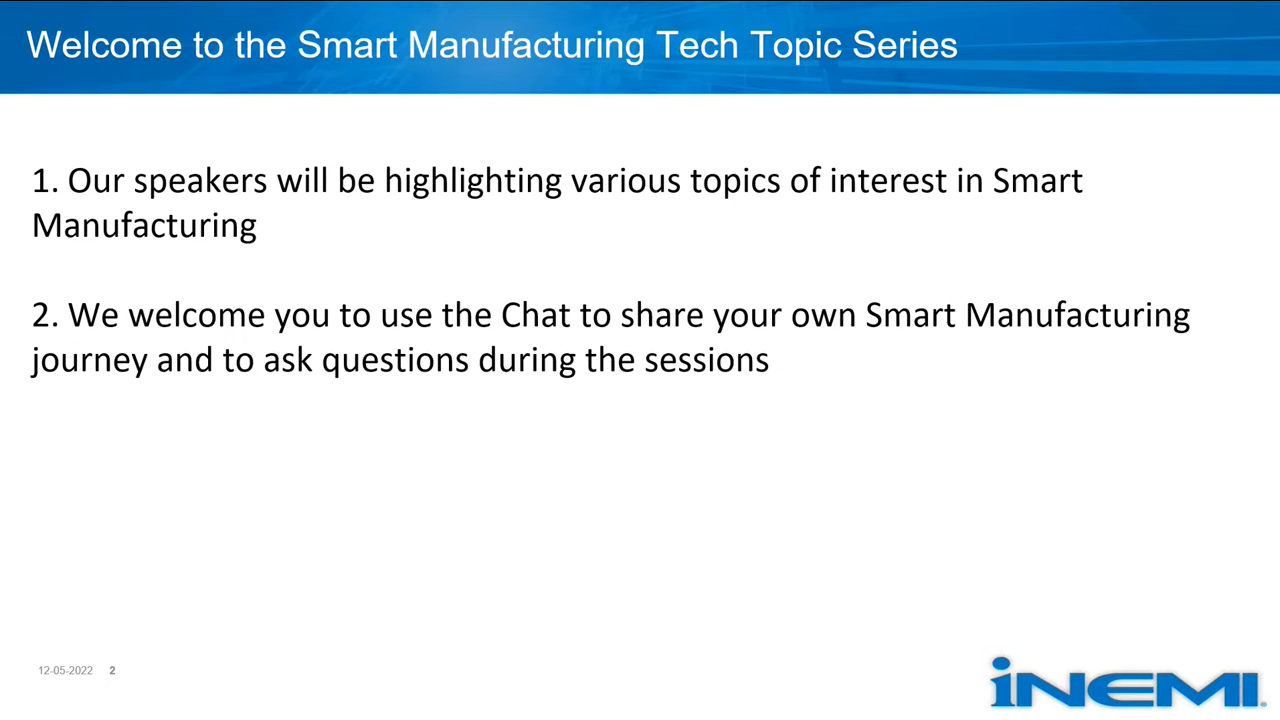 Welcome to the Smart Manufacturing Tech Topic Series
1. Our speakers will be highlighting various topics of interest in Smart
Manufacturing
2. We welcome you to use the Chat to share your own Smart Manufacturing
journey and to ask questions during the sessions
12-05-2022 2
iNEMI.